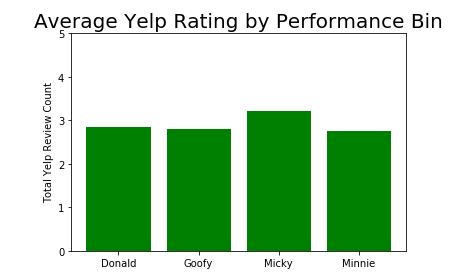 Average Yelp Rating by Performance Bin
Total Yelp Review Count
5
4
3
2
1
0
Donald
Goofy
Micky
Minnie